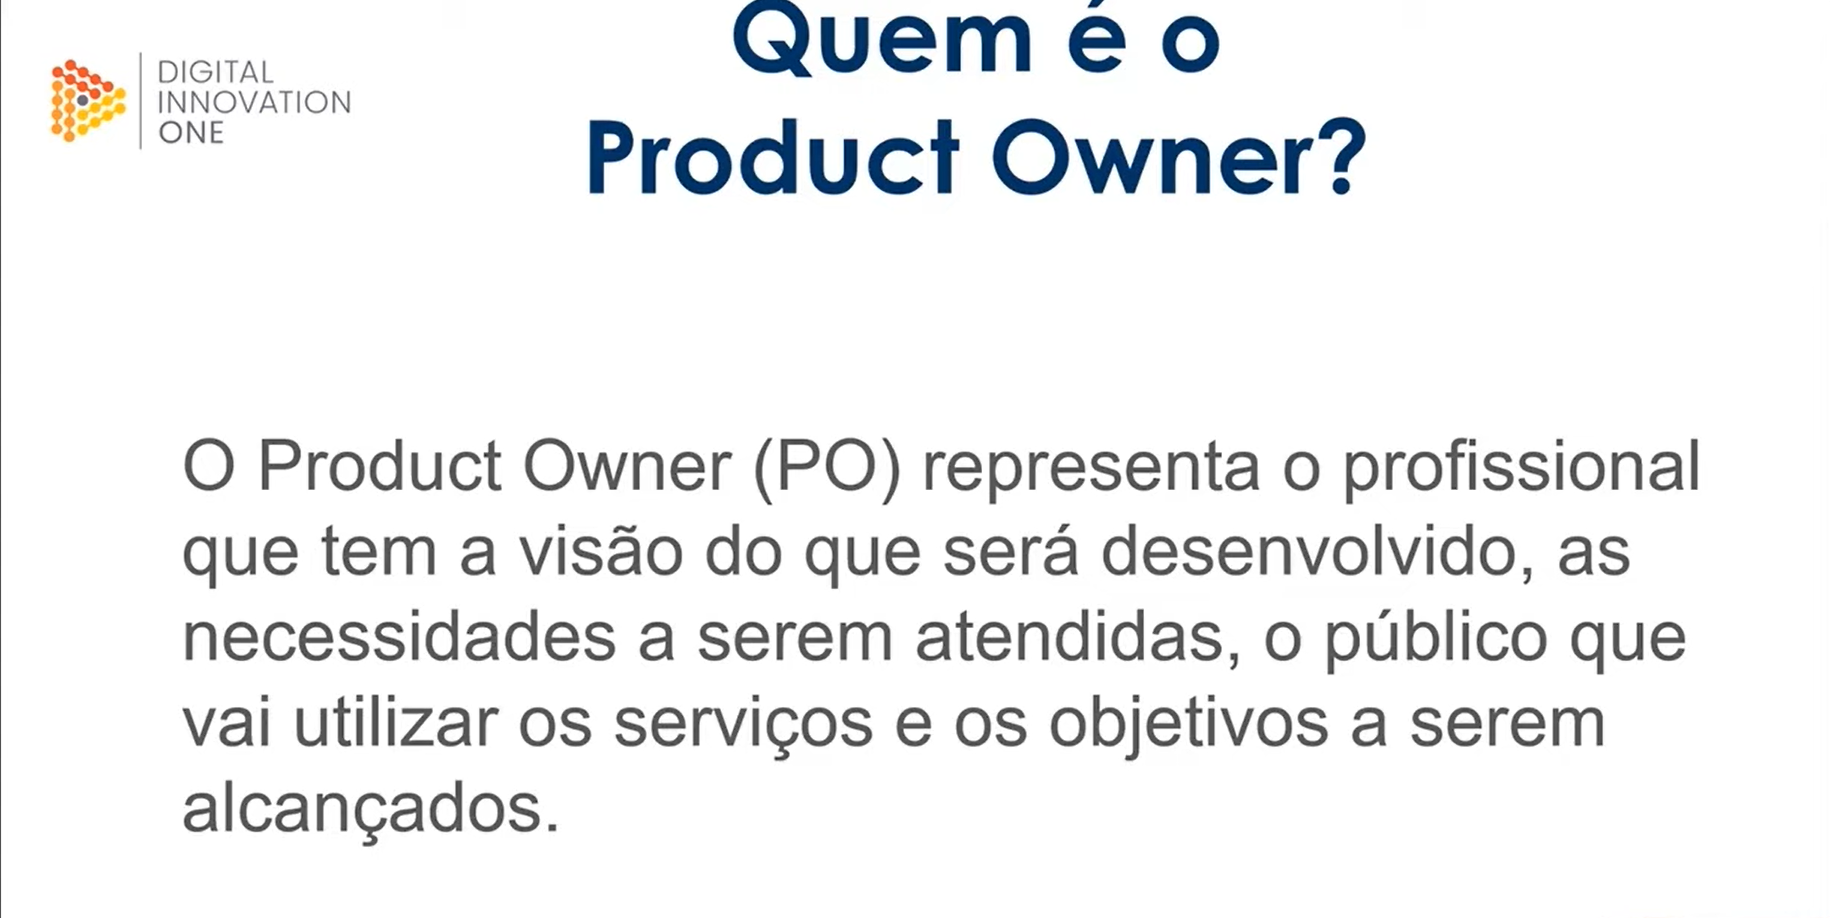 Quem é o
Product Owner?
DIGITAL
INNOVATION
ONE
O Product Owner (PO) representa o profissional
que tem a visão do que será desenvolvido, as
necessidades a serem atendidas, o público que
vai utilizar os serviços e os objetivos a serem
alcançados.